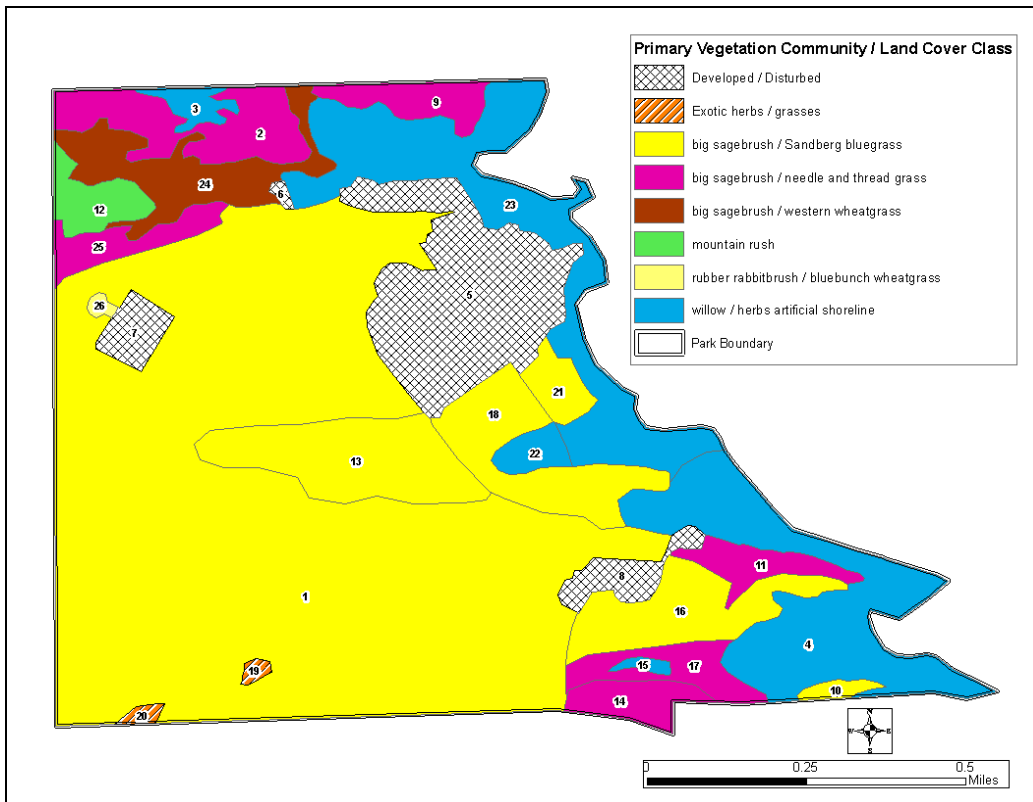 Primary Vegetation Community / Land Cover Class
Developed / Disturbed
Exotic herbs / grasses
big sagebrush / Sandberg bluegrass
big sagebrush / needle and thread grass
big sagebrush / western wheatgrass
mountain rush
rubber rabbitbrush / bluebunch wheatgrass
willow / herbs artificial shoreline
Park Boundary
3
9
2
24
6
12
23
25
5
26
7
21
18
22
13
11
8
1
16
4
15
17
19
10
14
20
N
W E
S
0 0.25 0.5
Miles